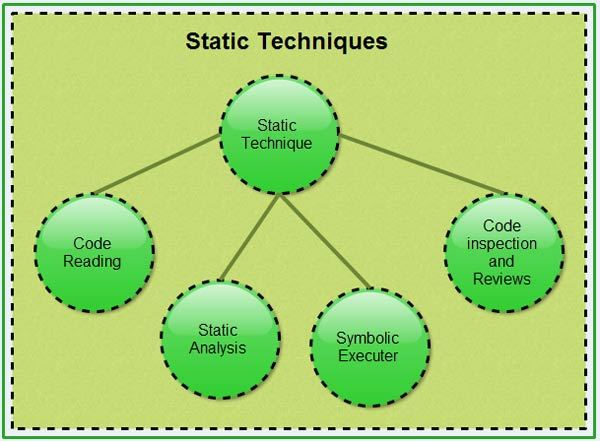 Static Techniques
Static
Technique
Code
Reading
Code
inspection
and
Reviews
Static
Analysis
Symbolic
Executer